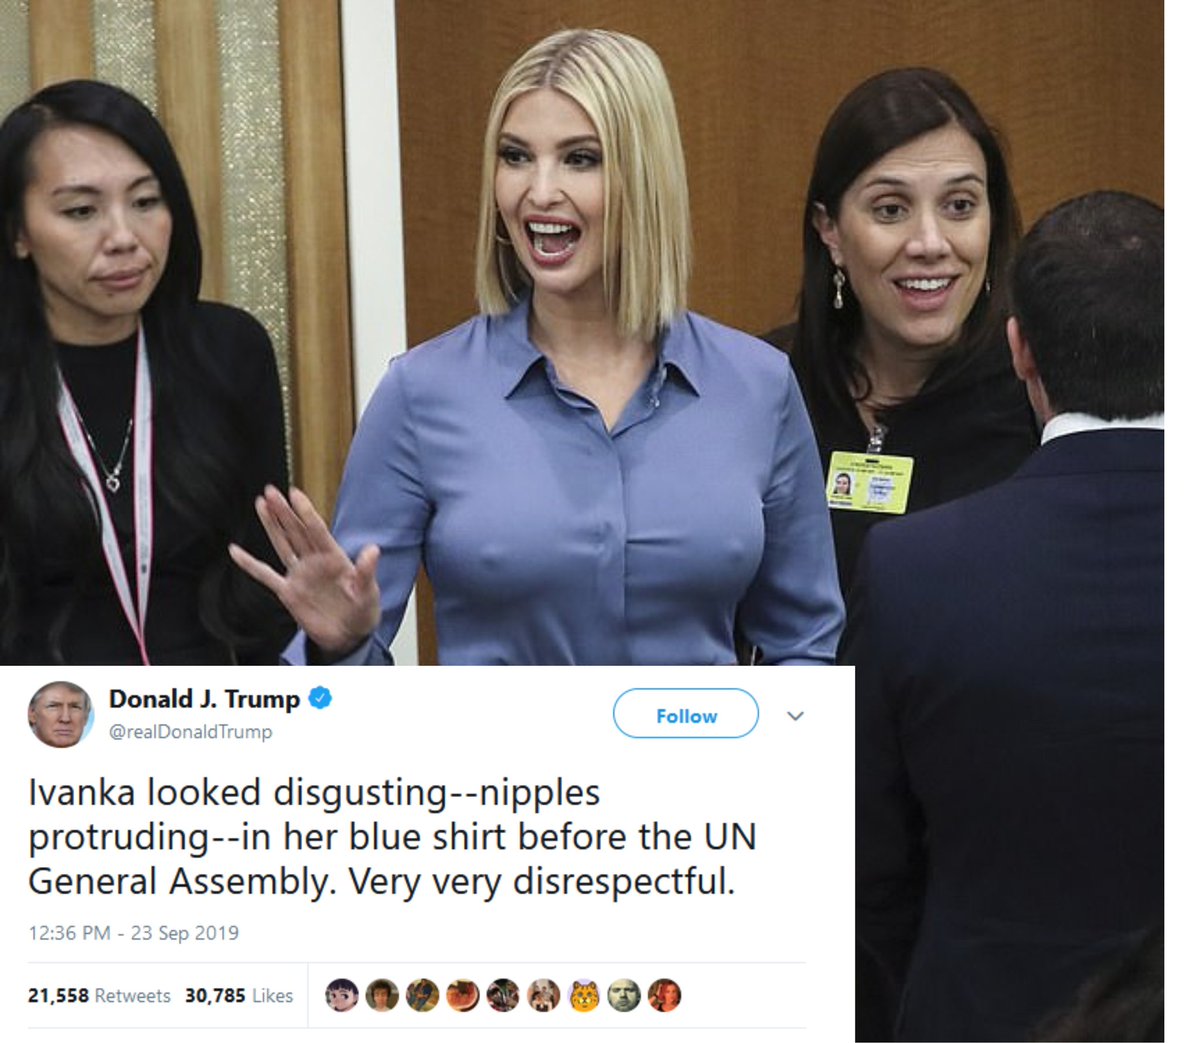 Donald J. Trump
Follow
@realDonaldTrump
Ivanka looked disgusting--nipples
protruding--in her blue shirt before the UN
General Assembly. Very very disrespectful.
12:36 PM - 23 Sep 2019
21,558 Retweets 30,785 Likes